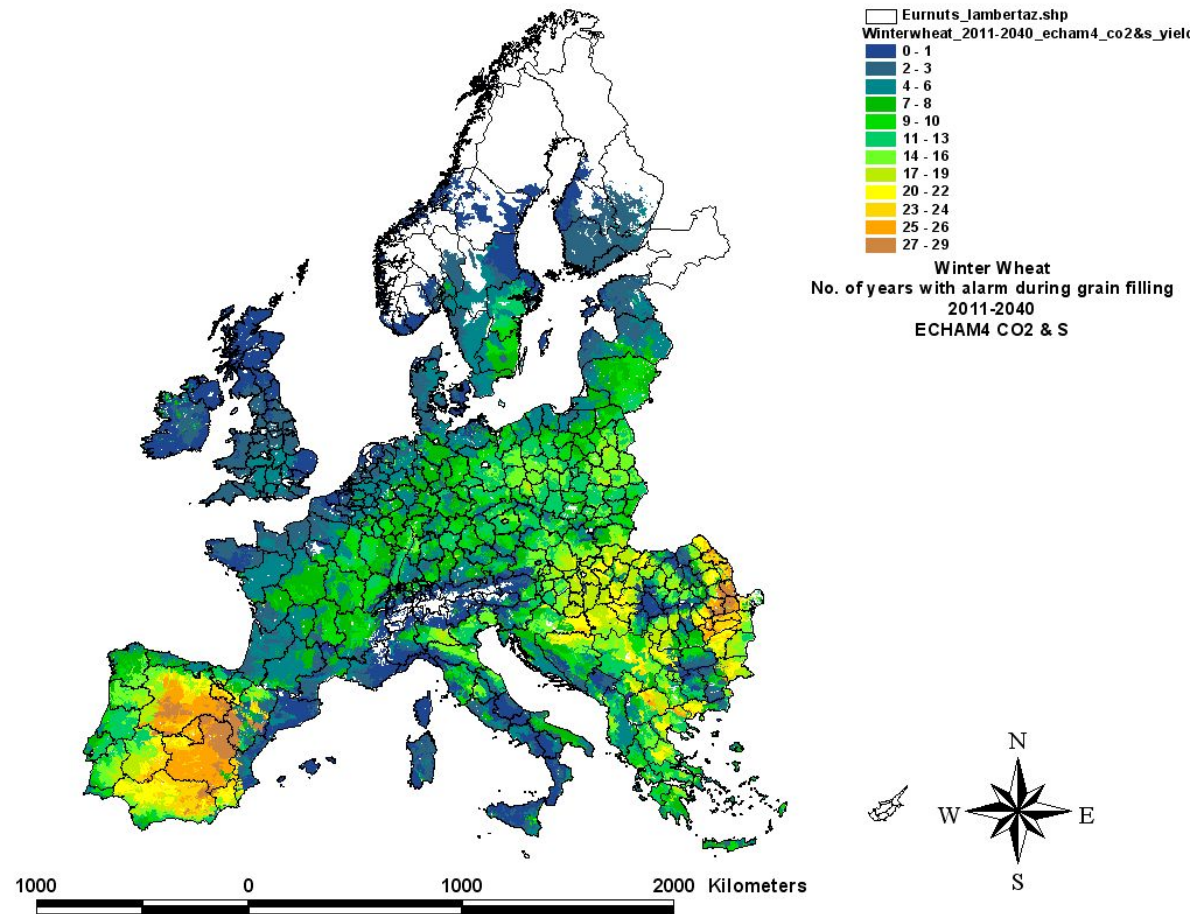 Eurnuts_lambertaz.shp
Winterwheat_2011-2040_echam4_co2&s_yield
0 - 1
2 - 3
4 - 6
7 - 8
9 - 10
11 - 13
14 - 16
17 - 19
20 - 22
23 - 24
25 - 26
27 - 29
Winter Wheat
No. of years with alarm during grain filling
2011-2040
ECHAM4 CO2 & S
N
W E
S
1000 0 1000 2000 Kilometers